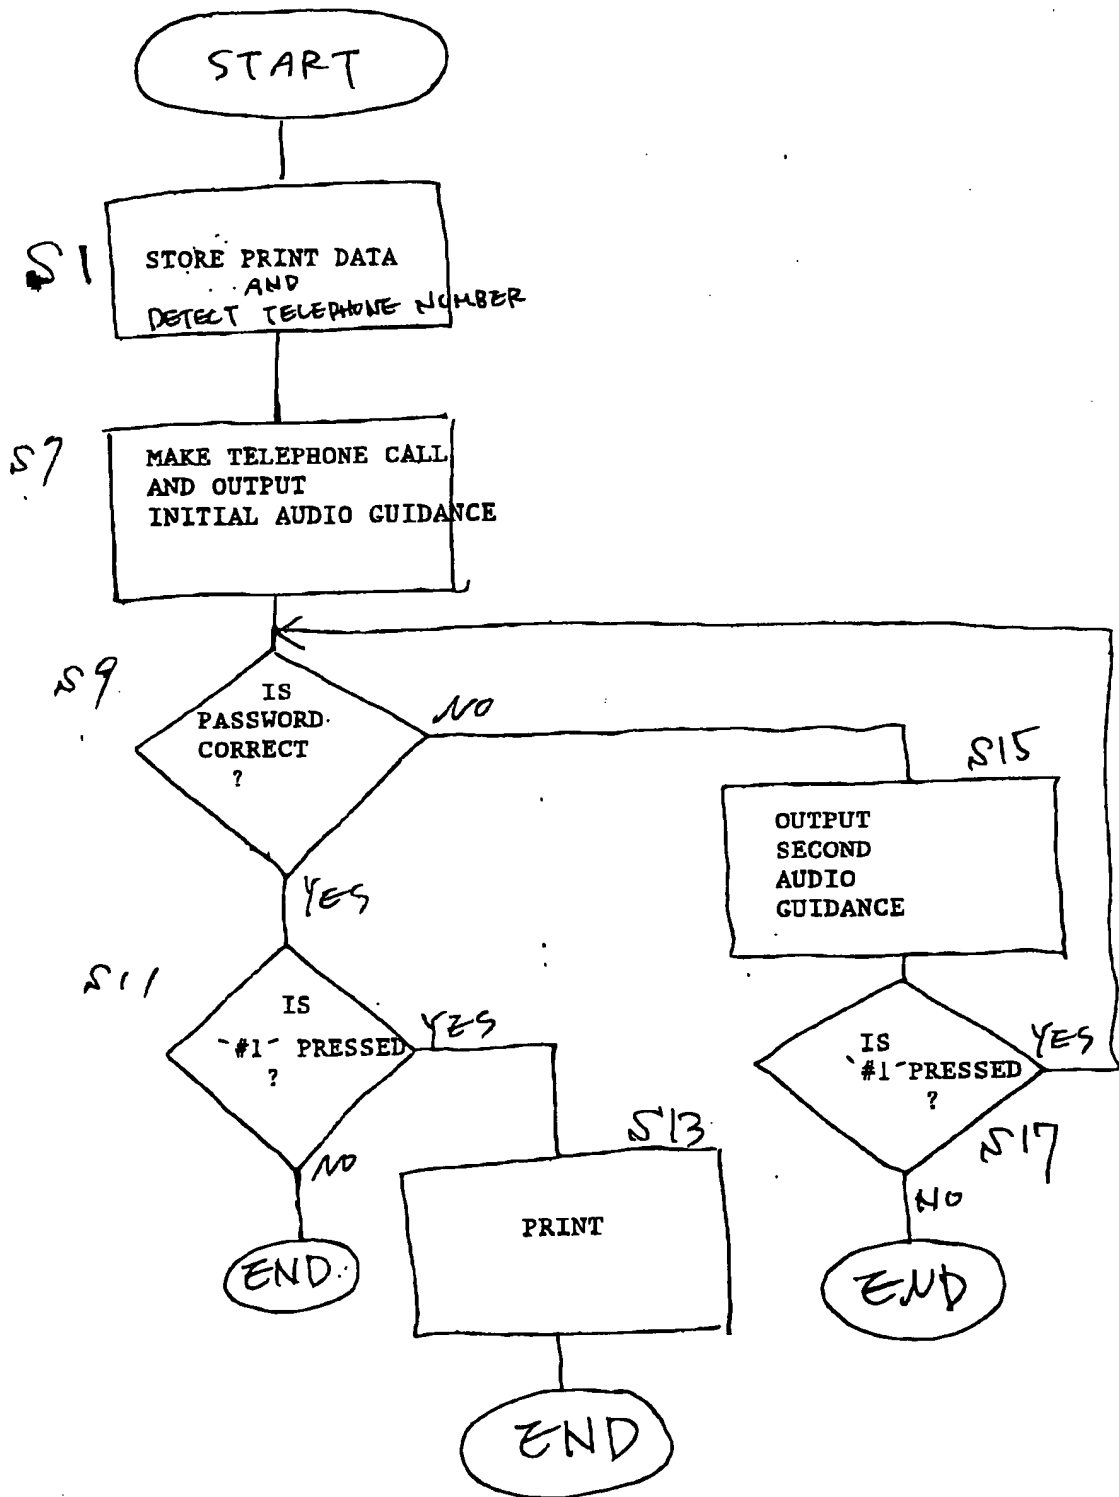 START
S1
STORE PRINT DATA
AND
DETECT TELEPHONE NUMBER
S7
MAKE TELEPHONE CALL
AND OUTPUT
INITIAL AUDIO GUIDANCE
S9
IS
PASSWORD
CORRECT
?
NO
YES
S15
OUTPUT
SECOND
AUDIO
GUIDANCE
S11
IS
"#1" PRESSED
?
YES
NO
END
S13
PRINT
END
IS
"#1" PRESSED
?
YES
S17
NO
END